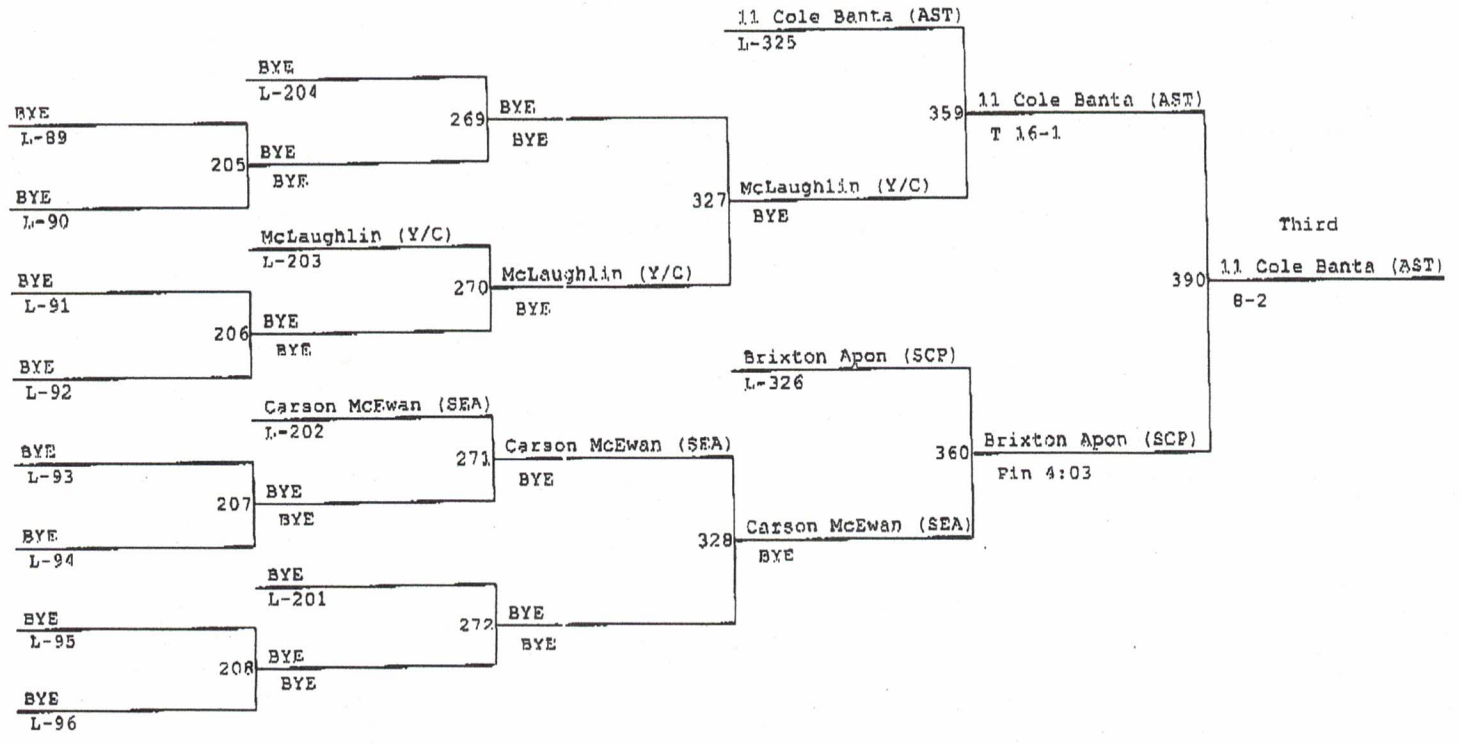 11 Cole Banta (AST)
L-325
BYE
L-204
BYE
L-89
269
BYE
BYE
359
11 Cole Banta (AST)
T 16-1
205
BYE
BYE
BYE
L-90
327
McLaughlin (Y/C)
BYE
Third
McLaughlin (Y/C)
L-203
BYE
L-91
270
McLaughlin (Y/C)
BYE
390
11 Cole Banta (AST)
8-2
206
BYE
BYE
BYE
L-92
Brixton Apon (SCP)
L-326
Carson McEwan (SEA)
L-202
BYE
L-93
271
Carson McEwan (SEA)
BYE
360
Brixton Apon (SCP)
Pin 4:03
207
BYE
BYE
BYE
L-94
328
Carson McEwan (SEA)
BYE
BYE
L-201
BYE
L-95
272
BYE
BYE
208
BYE
BYE
BYE
L-96